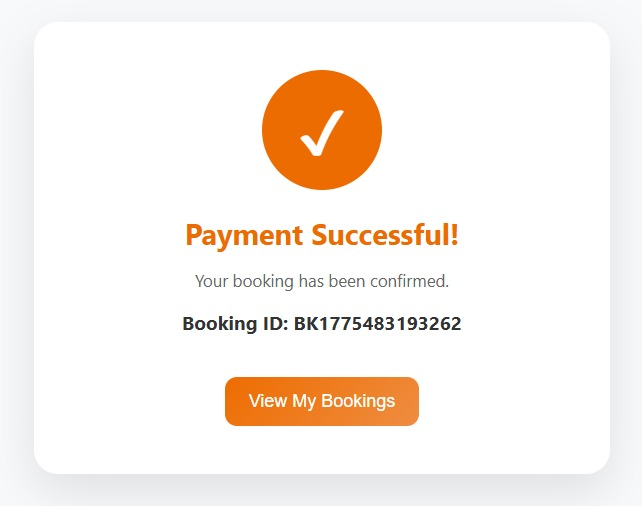 Payment Successful!
Your booking has been confirmed.
Booking ID: BK1775483193262
View My Bookings